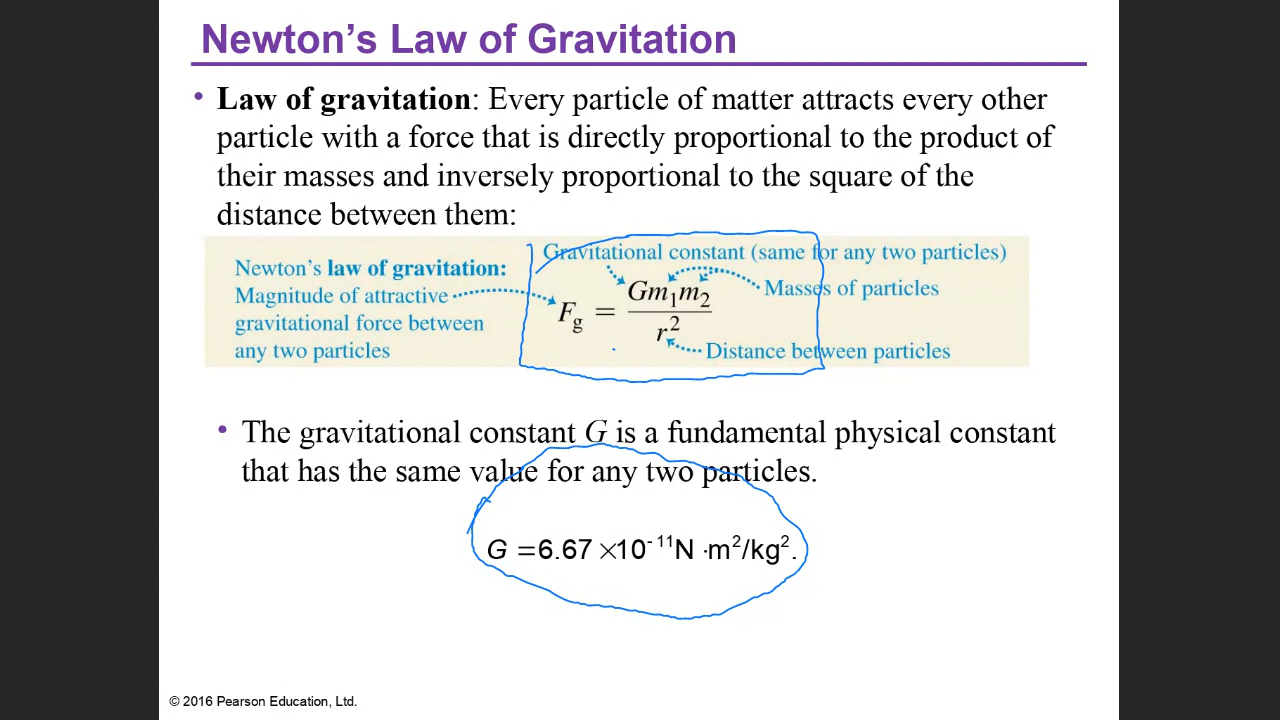 Newton's Law of Gravitation
• Law of gravitation: Every particle of matter attracts every other
particle with a force that is directly proportional to the product of
their masses and inversely proportional to the square of the
distance between them:
Gravitational constant (same for any two particles)
Newton's law of gravitation:
Magnitude of attractive
gravitational force between
any two particles
F_g = Gm₁m₂ / r²
Masses of particles
Distance between particles
• The gravitational constant G is a fundamental physical constant
that has the same value for any two particles.
G = 6.67 ×10⁻¹¹N ·m²/kg².
© 2016 Pearson Education, Ltd.